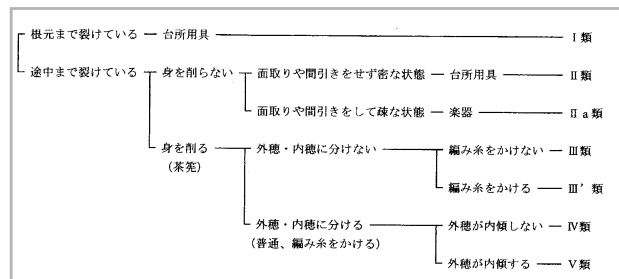 根元まで裂けている 台所用具 Ⅰ類
途中まで裂けている 身を削らない 面取りや間引きをせず密な状態 台所用具 Ⅱ類
面取りや間引きをして疎な状態 楽器 Ⅱa類
身を削る 外穂・内穂に分けない 編み糸をかけない Ⅲ類
(茶筅)
編み糸をかける Ⅲ'類
外穂・内穂に分ける 外穂が内傾しない Ⅳ類
(普通、編み糸をかける)
外穂が内傾する Ⅴ類